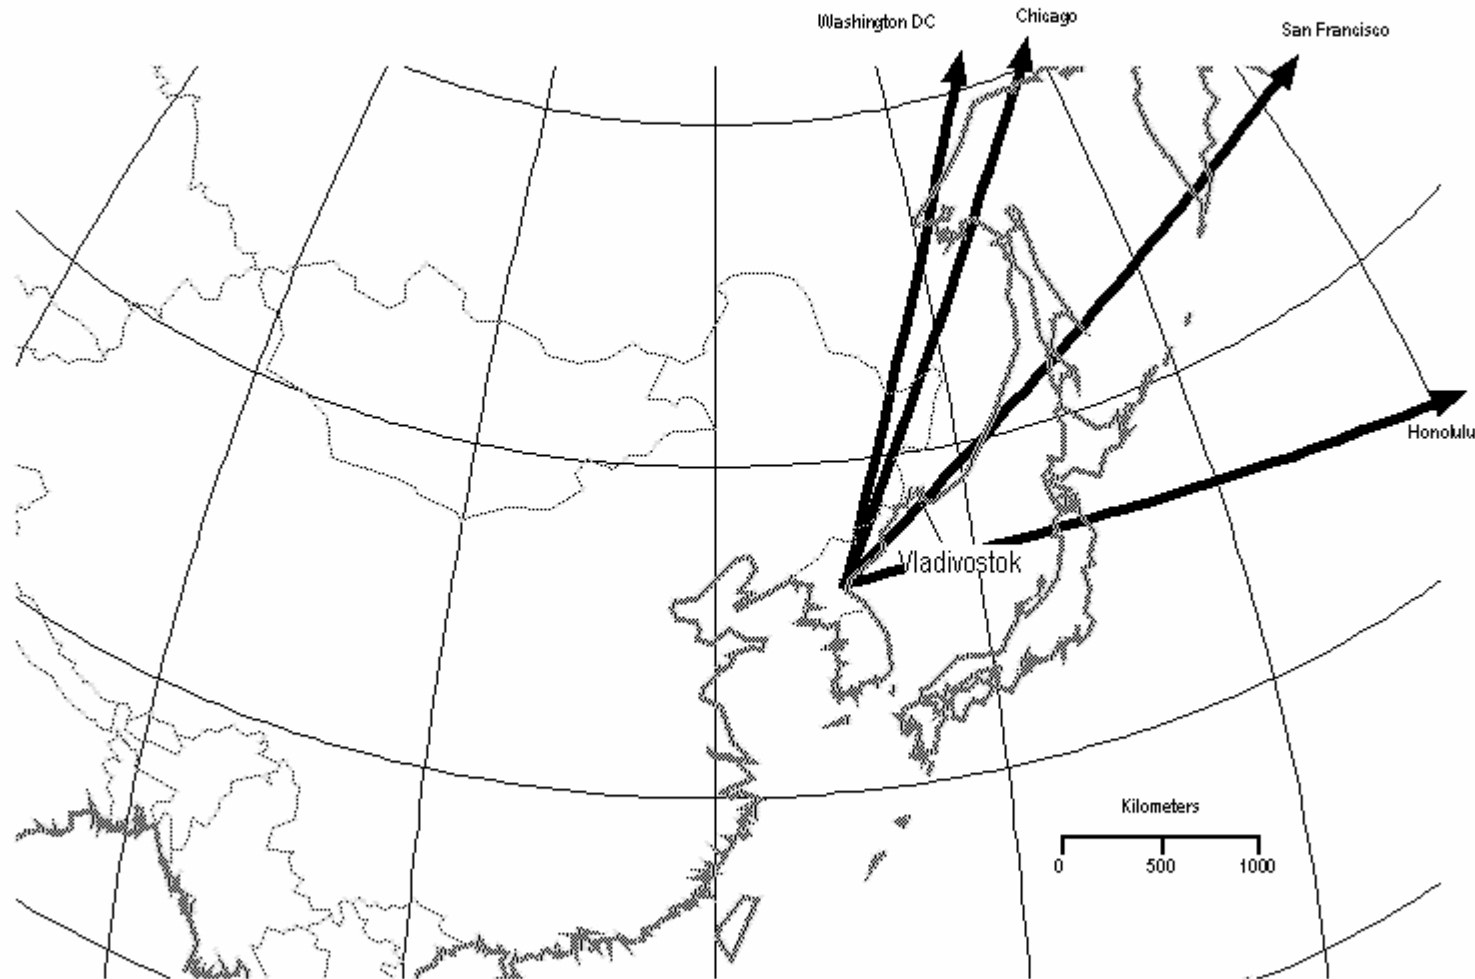 Washington DC
Chicago
San Francisco
Honolulu
Vladivostok
Kilometers
0 500 1000